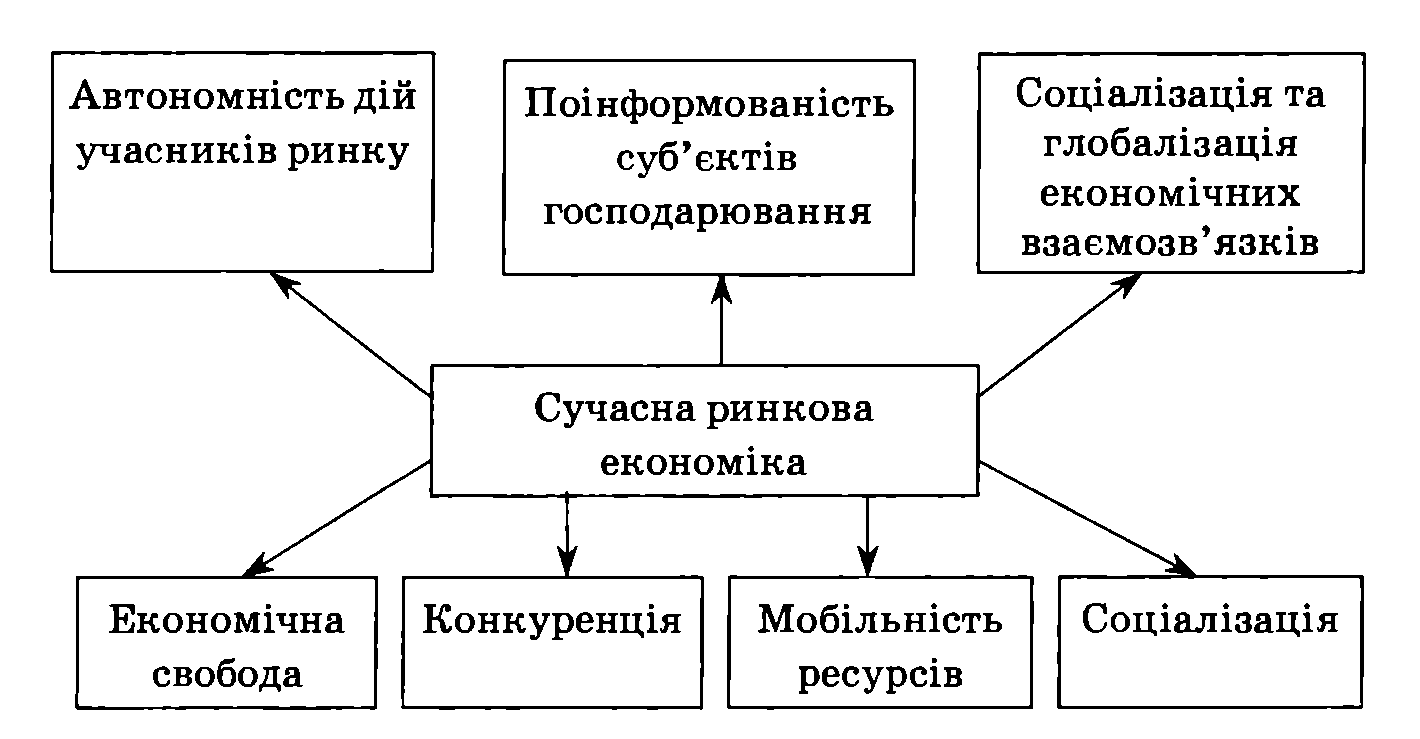 Автономність дій
учасників ринку
Поінформованість
суб’єктів
господарювання
Соціалізація та
глобалізація
економічних
взаємозв’язків
Сучасна ринкова
економіка
Економічна
свобода
Конкуренція
Мобільність
ресурсів
Соціалізація